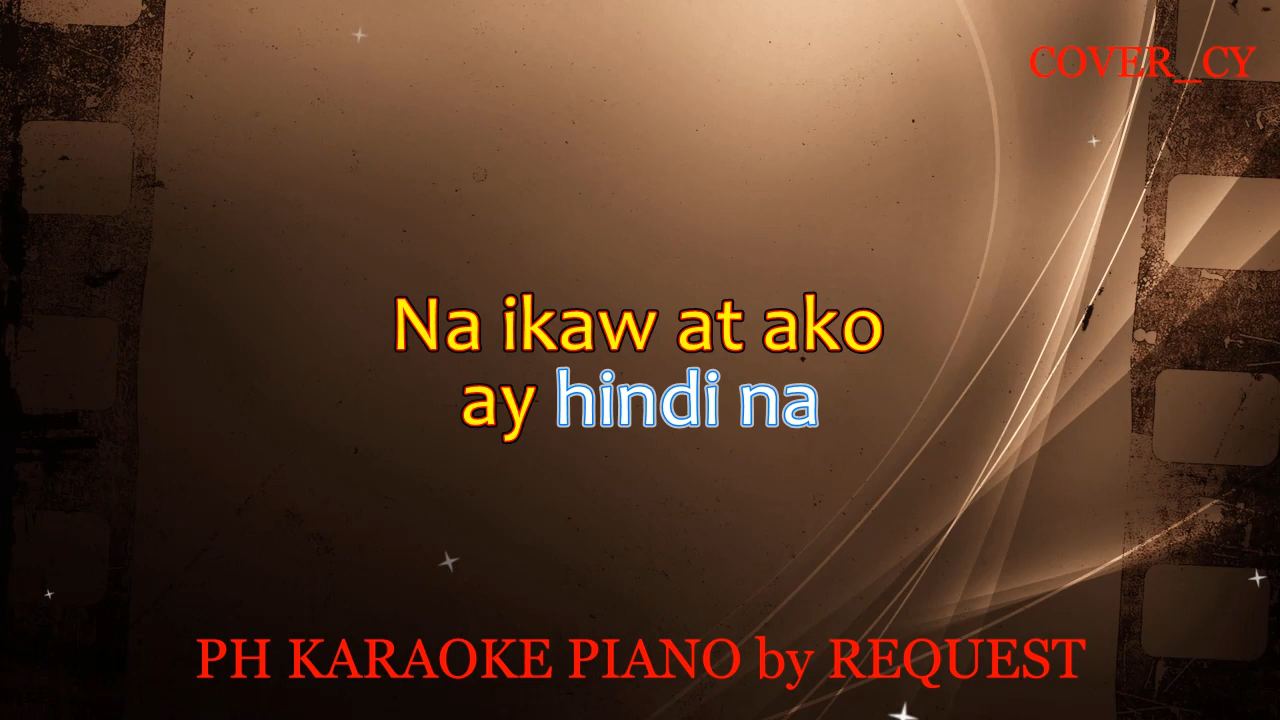 COVER_CY
Na ikaw at ako
ay hindi na
PH KARAOKE PIANO by REQUEST